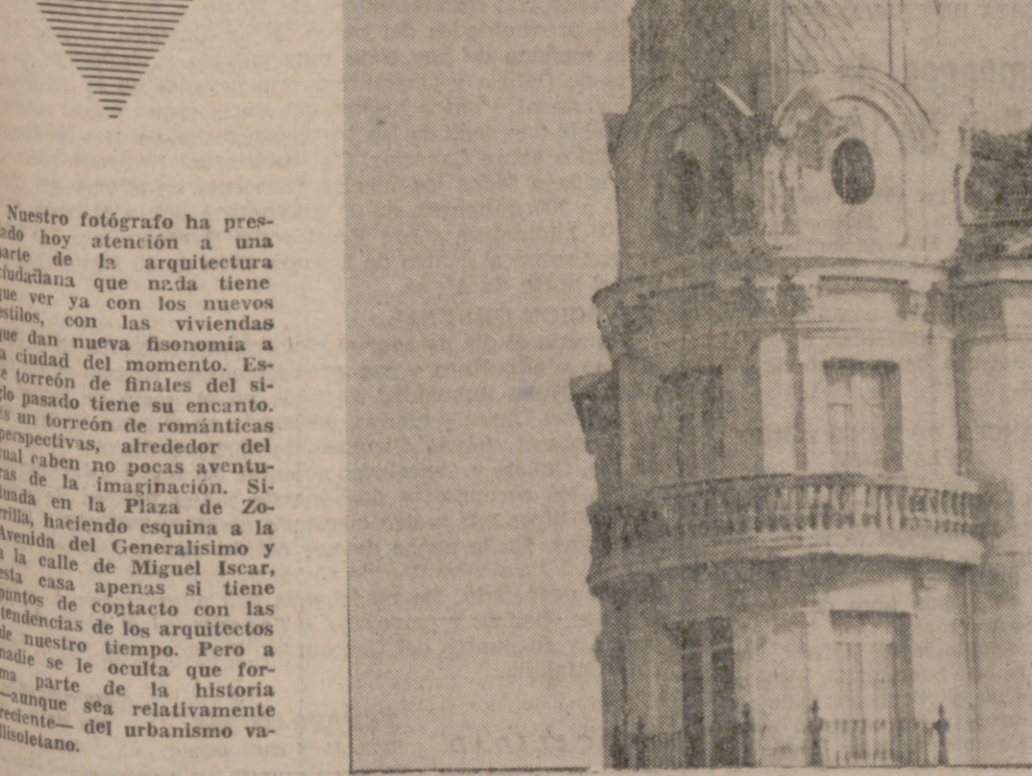 Nuestro fotógrafo ha pres-
tado hoy atención a una
parte de la arquitectura
ciudadana que nada tiene
que ver ya con los nuevos
estilos, con las viviendas
que dan nueva fisonomía a
la ciudad del momento. Es-
te torreón de finales del si-
glo pasado tiene su encanto.
Es un torreón de románticas
perspectivas, alrededor del
cual caben no pocas aventu-
ras de la imaginación. Si-
tuada en la Plaza de Zo-
rrilla, haciendo esquina a la
Avenida del Generalísimo y
a la calle de Miguel Iscar,
esta casa apenas si tiene
puntos de contacto con las
tendencias de los arquitectos
de nuestro tiempo. Pero a
nadie se le oculta que for-
ma parte de la historia
—aunque sea relativamente
reciente— del urbanismo va-
llisoletano.